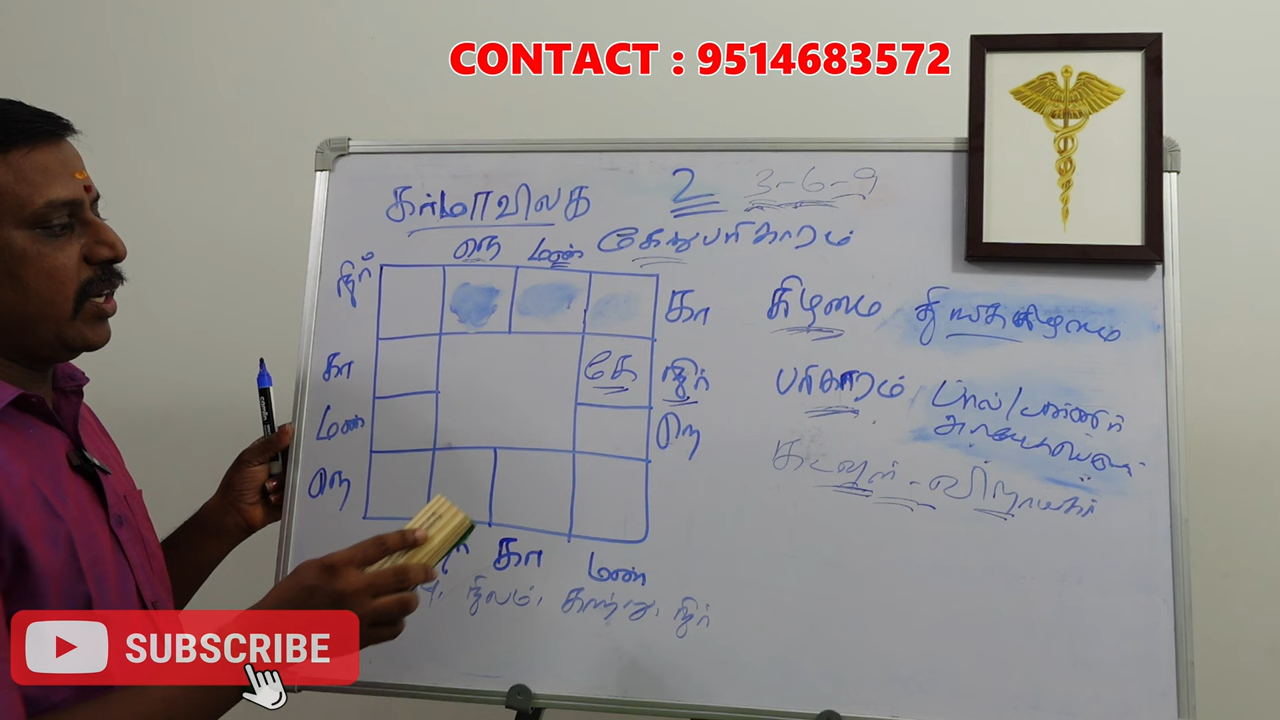 CONTACT : 9514683572
கர்மாவிலக 2 3-6-9
நெ மண் கேதுபரிகாரம்
நீர் கா கிழமை
கா கே நீர் பரிகாரம் பால்/பன்னீர்
மண் நெ
நெ கடவுள் - விநாயகர்
கா மண்
நிலம், காற்று, நீர்
SUBSCRIBE